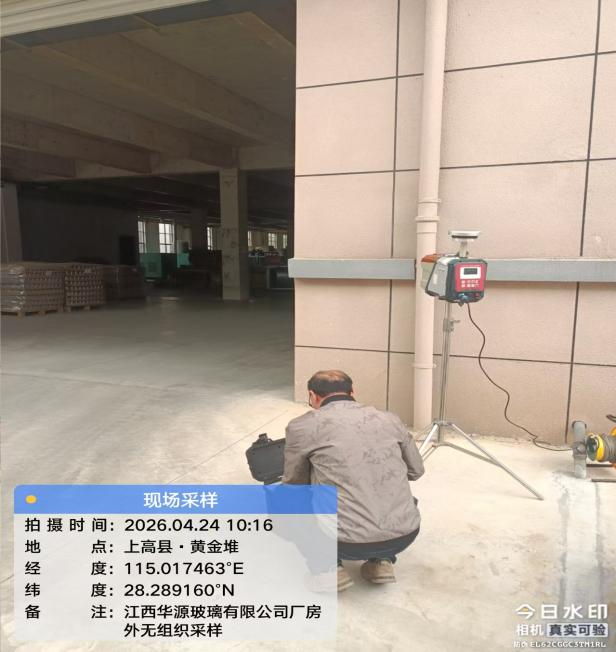 现场采样
拍摄时间：2026.04.24 10:16
地点：上高县·黄金堆
经度：115.017463°E
纬度：28.289160°N
备注：江西华源玻璃有限公司厂房
外无组织采样
今日水印
相机 真实可验
防伪 EL62CGGC3TM1RL